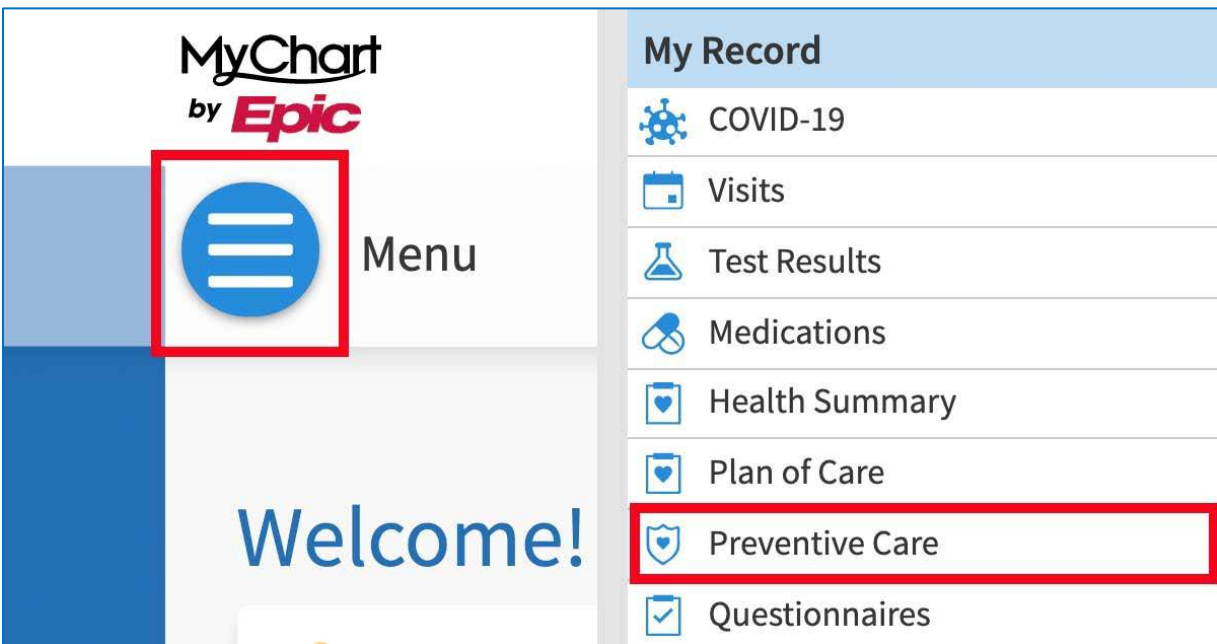 MyChart
by Epic
Menu
Welcome!
My Record
COVID-19
Visits
Test Results
Medications
Health Summary
Plan of Care
Preventive Care
Questionnaires